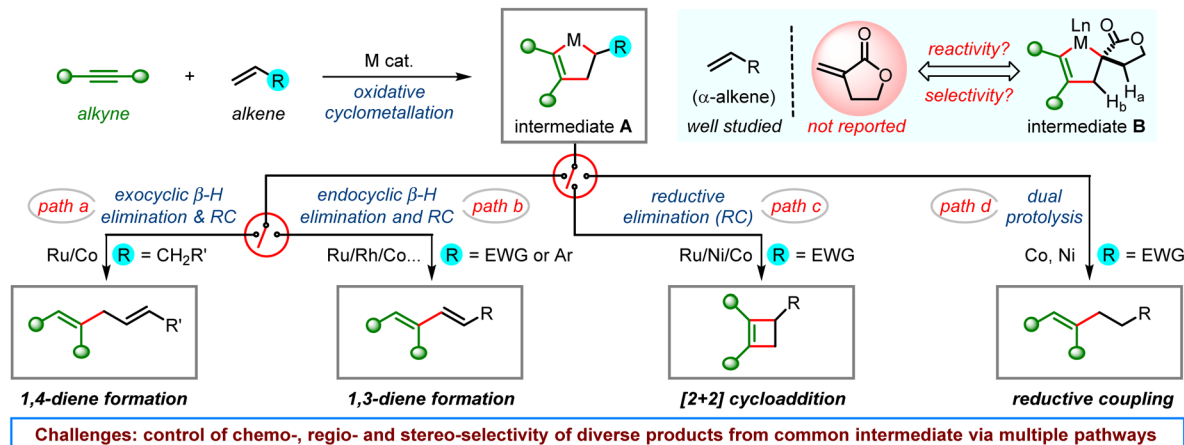 alkyne
+
R
alkene
M cat.
oxidative
cyclometallation
M
R
intermediate A
R
(α-alkene)
well studied
O
O
not reported
reactivity?
selectivity?
Ln
M
O
O
Ha
Hb
intermediate B
path a
exocyclic β-H
elimination & RC
endocyclic β-H
elimination and RC
path b
reductive
elimination (RC)
path c
path d
dual
protolysis
Ru/Co
R = CH2R'
Ru/Rh/Co...
R = EWG or Ar
Ru/Ni/Co
R = EWG
Co, Ni
R = EWG
R'
R
R
R
1,4-diene formation
1,3-diene formation
[2+2] cycloaddition
reductive coupling
Challenges: control of chemo-, regio- and stereo-selectivity of diverse products from common intermediate via multiple pathways